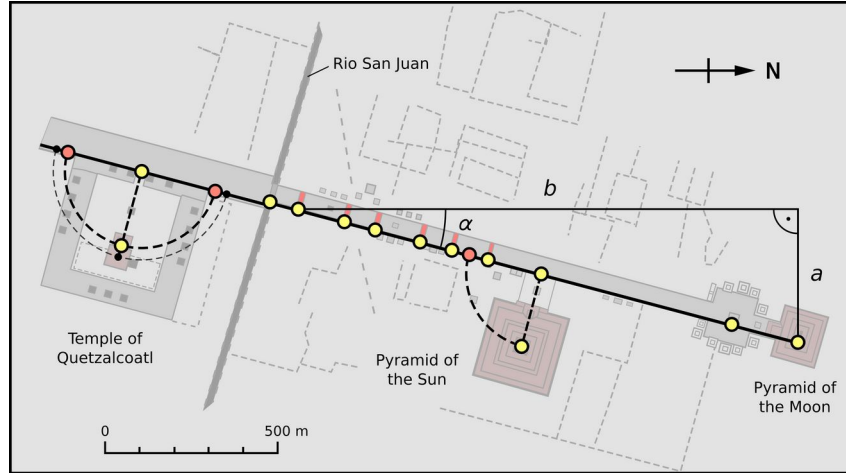 Rio San Juan
N
b
α
a
Temple of
Quetzalcoatl
Pyramid of
the Sun
Pyramid of
the Moon
0
500 m